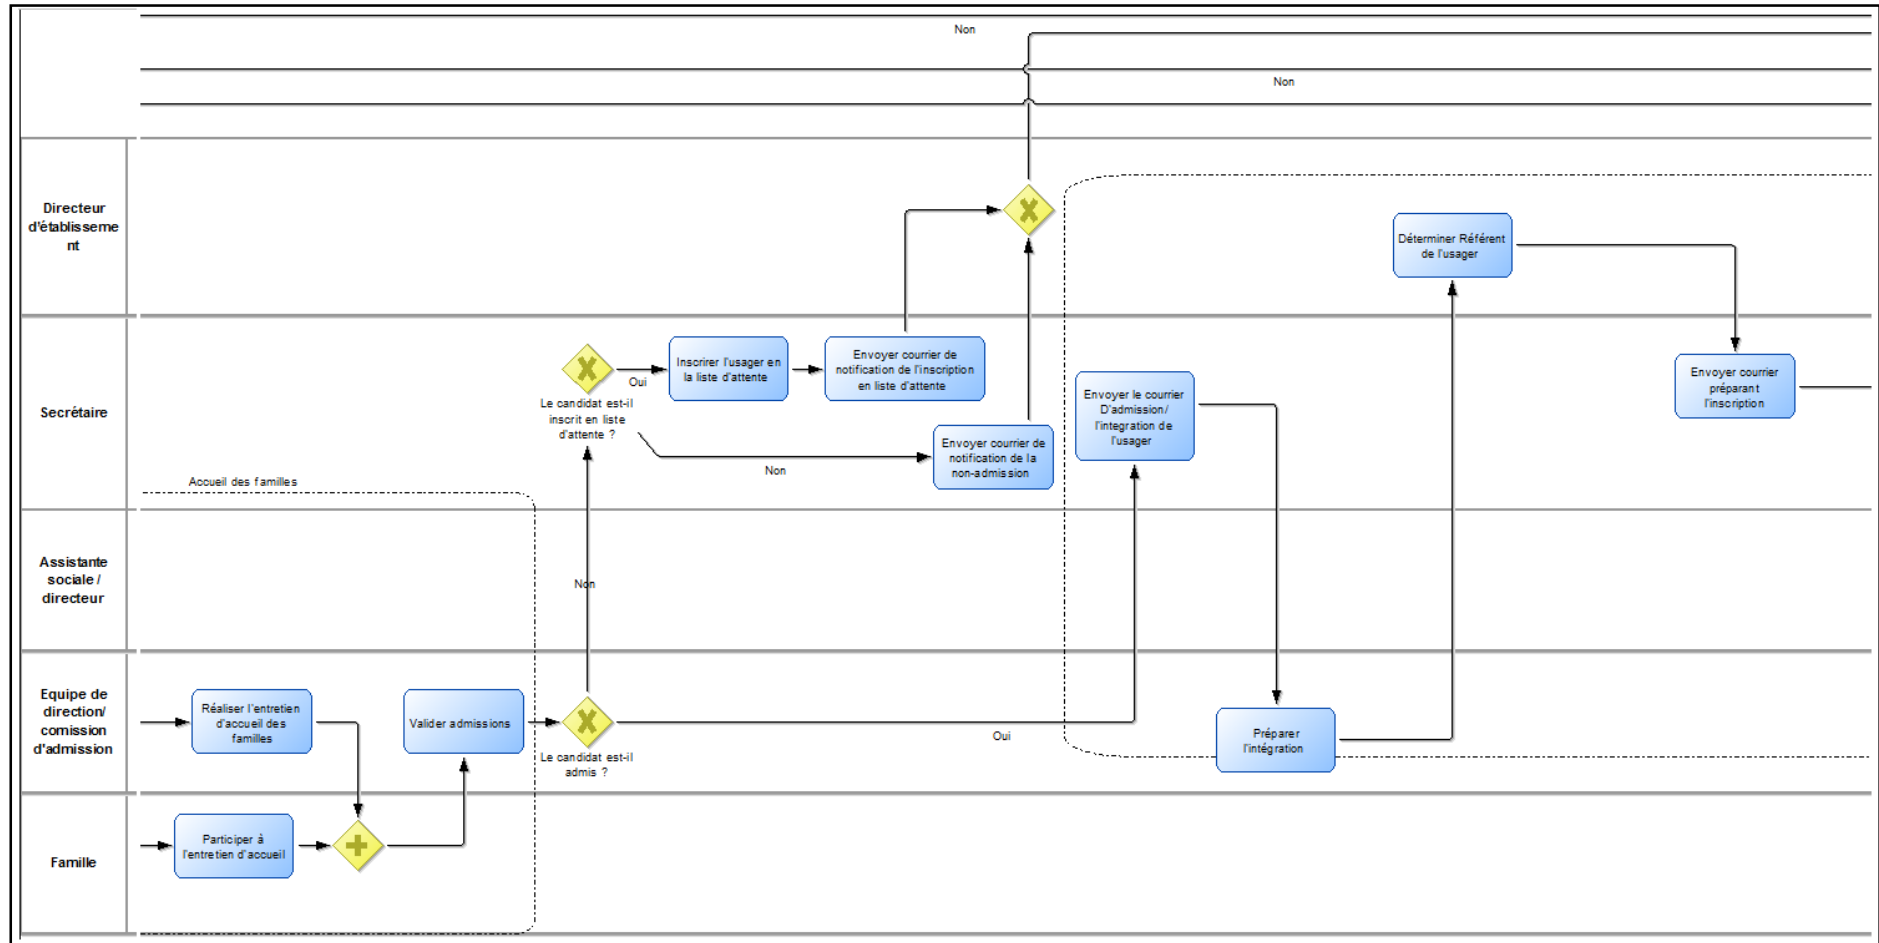 Non
Non
Directeur
d'établisseme
nt
Déterminer Référent
de l'usager
Secrétaire
Inscrirer l'usager en
la liste d'attente
Envoyer courrier de
notification de l'inscription
en liste d'attente
Oui
Le candidat est-il
inscrit en liste
d'attente ?
Envoyer courrier de
notification de la
non-admission
Non
Envoyer le courrier
D'admission/
l'integration de
l'usager
Envoyer courrier
préparant
l'inscription
Accueil des familles
Assistante
sociale /
directeur
Non
Equipe de
direction/
comission
d'admission
Réaliser l'entretien
d'accueil des
familles
Valider admissions
Le candidat est-il
admis ?
Oui
Préparer
l'intégration
Famille
Participer à
l'entretien d'accueil